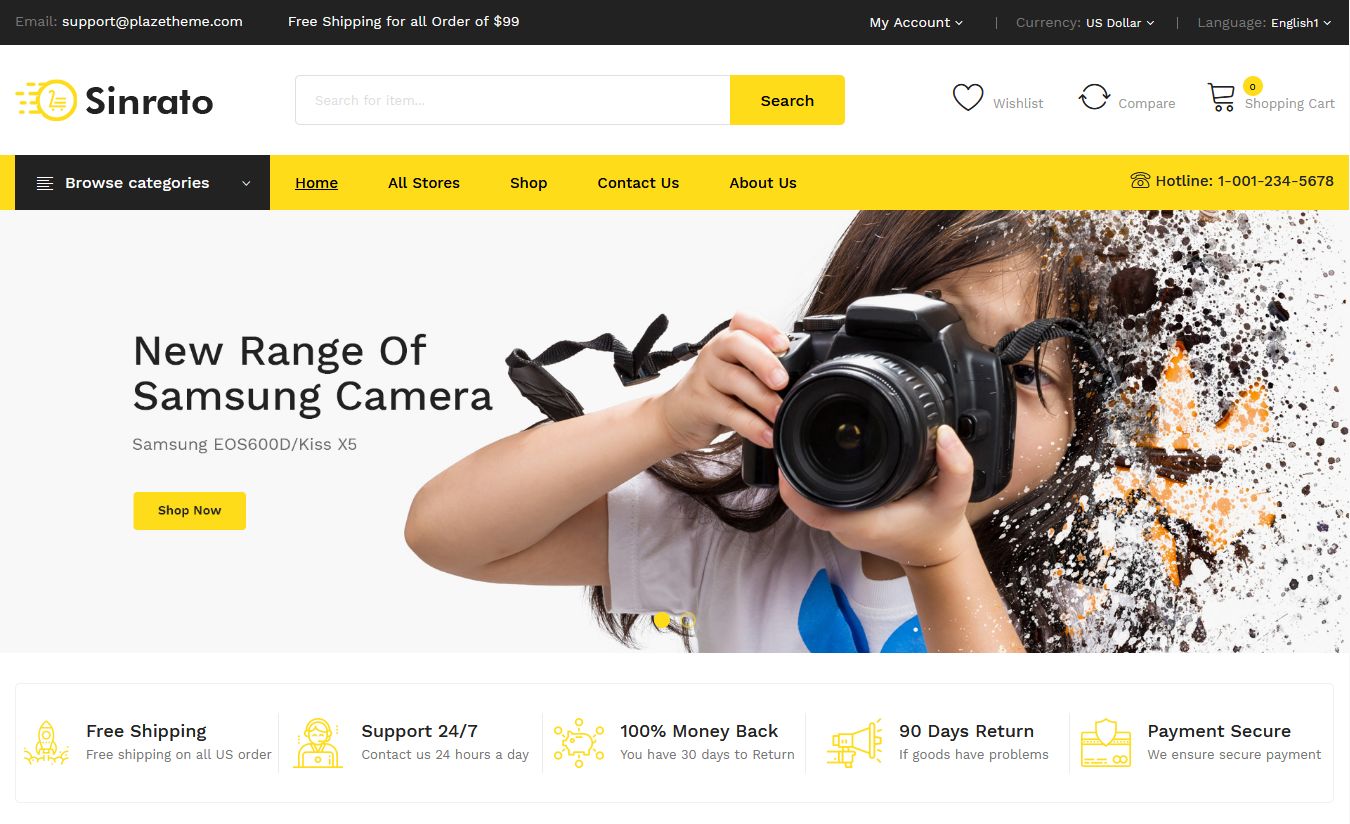 Email: support@plazetheme.com
Free Shipping for all Order of $99
My Account
Currency: US Dollar
Language: English1
Sinrato
Search for item...
Search
Wishlist
Compare
0
Shopping Cart
Browse categories
Home
All Stores
Shop
Contact Us
About Us
Hotline: 1-001-234-5678
New Range Of
Samsung Camera
Samsung EOS600D/Kiss X5
Shop Now
Free Shipping
Free shipping on all US order
Support 24/7
Contact us 24 hours a day
100% Money Back
You have 30 days to Return
90 Days Return
If goods have problems
Payment Secure
We ensure secure payment